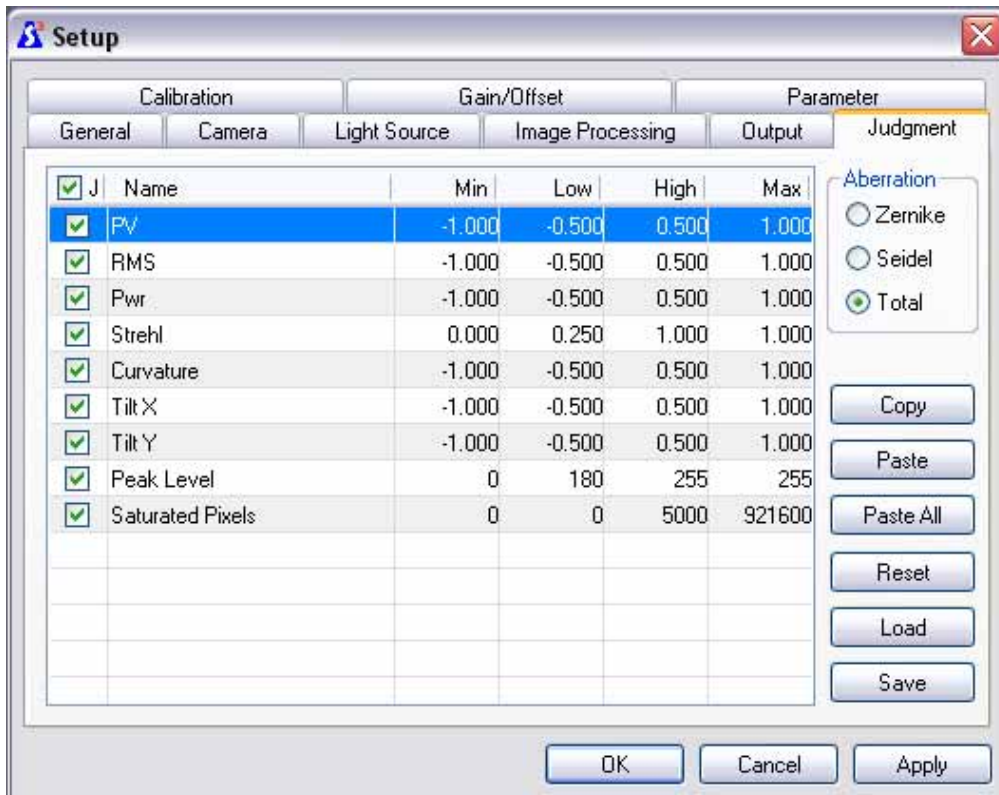 Setup
Calibration Gain/Offset Parameter
General Camera Light Source Image Processing Output Judgment
J Name Min Low High Max
PV -1.000 -0.500 0.500 1.000
RMS -1.000 -0.500 0.500 1.000
Pwr -1.000 -0.500 0.500 1.000
Strehl 0.000 0.250 1.000 1.000
Curvature -1.000 -0.500 0.500 1.000
Tilt X -1.000 -0.500 0.500 1.000
Tilt Y -1.000 -0.500 0.500 1.000
Peak Level 0 180 255 255
Saturated Pixels 0 0 5000 921600
Aberration
Zernike
Seidel
Total
Copy
Paste
Paste All
Reset
Load
Save
OK Cancel Apply